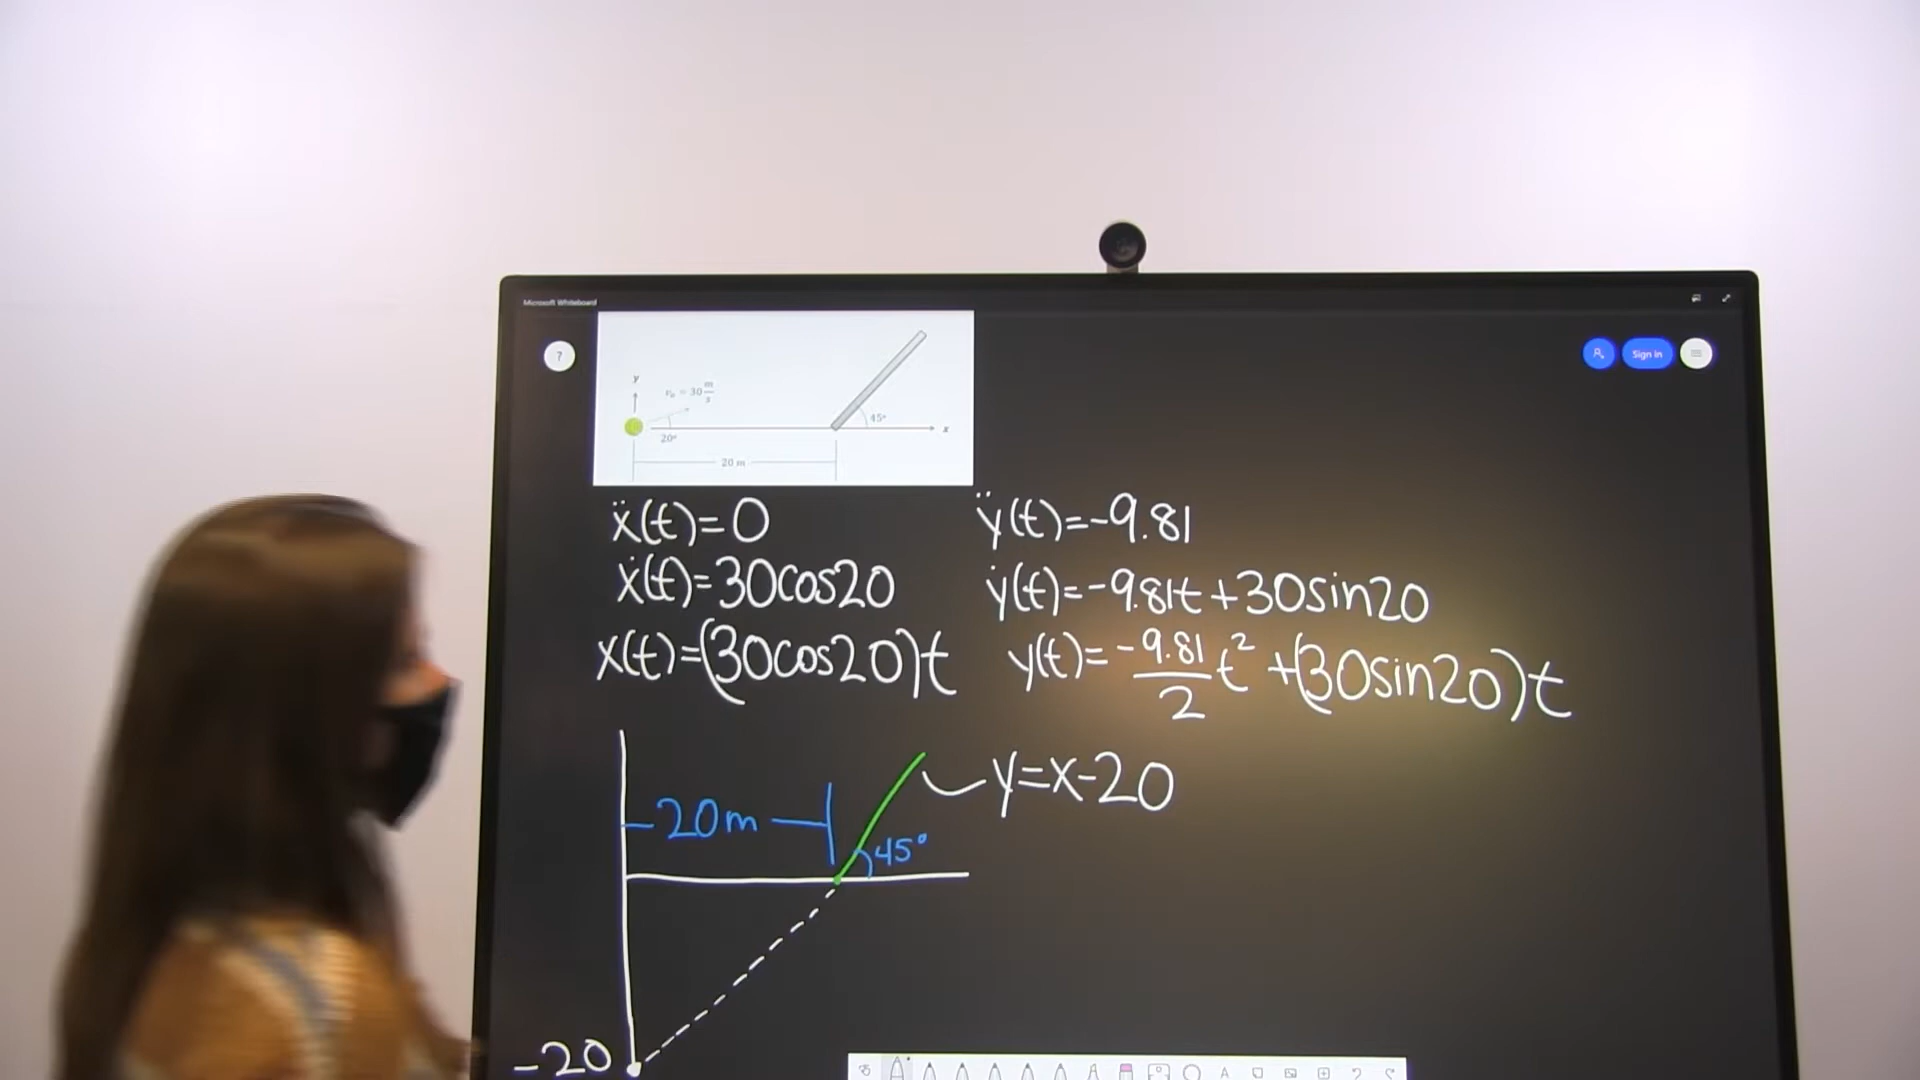 Microsoft Whiteboard
?
Sign in
y
v₀ = 30 m/s
20°
45°
x
20 m
ẍ(t)=0
ÿ(t)=-9.81
ẋ(t)=30cos20
ẏ(t)=-9.81t+30sin20
x(t)=(30cos20)t
y(t)=-9.81/2 t²+(30sin20)t
y=x-20
20m
45°
-20